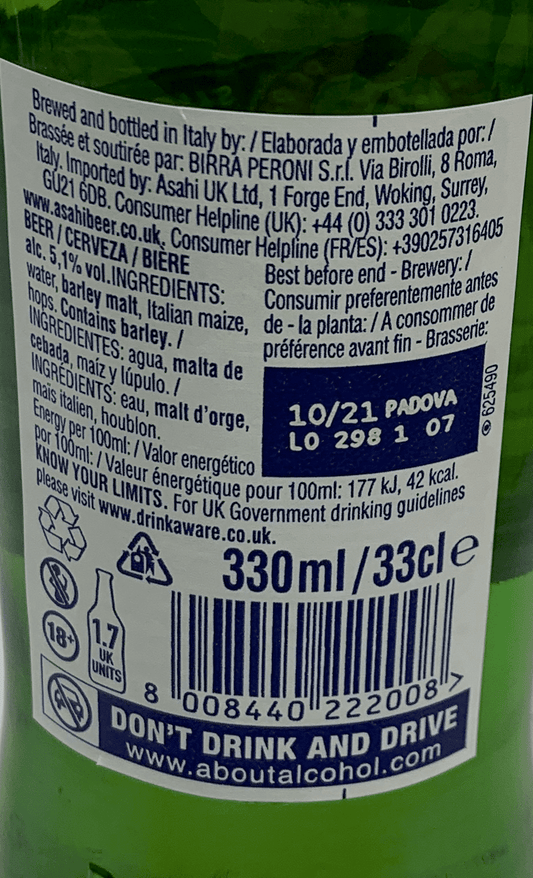 Brewed and bottled in Italy by: / Elaborada y embotellada por: /
Brassée et soutirée par: BIRRA PERONI S.r.l. Via Birolli, 8 Roma,
Italy. Imported by: Asahi UK Ltd, 1 Forge End, Woking, Surrey,
GU21 6DB. Consumer Helpline (UK): +44 (0) 333 301 0223.
www.asahibeer.co.uk. Consumer Helpline (FR/ES): +390257316405
BEER / CERVEZA / BIÈRE
alc. 5,1% vol. INGREDIENTS:
water, barley malt, Italian maize,
hops. Contains barley. /
INGREDIENTES: agua, malta de
cebada, maíz y lúpulo. /
INGRÉDIENTS: eau, malt d'orge,
maïs italien, houblon.
Best before end - Brewery: /
Consumir preferentemente antes
de - la planta: / A consommer de
préférence avant fin - Brasserie:
10/21 PADOVA
LO 298 1 07
625490
Energy per 100ml: / Valor energético
por 100ml: / Valeur énergétique pour 100ml: 177 kJ, 42 kcal.
KNOW YOUR LIMITS. For UK Government drinking guidelines
please visit www.drinkaware.co.uk.
330ml/33cl e
18+
1.7
UK
UNITS
8 008440 222008 >
DON'T DRINK AND DRIVE
www.aboutalcohol.com